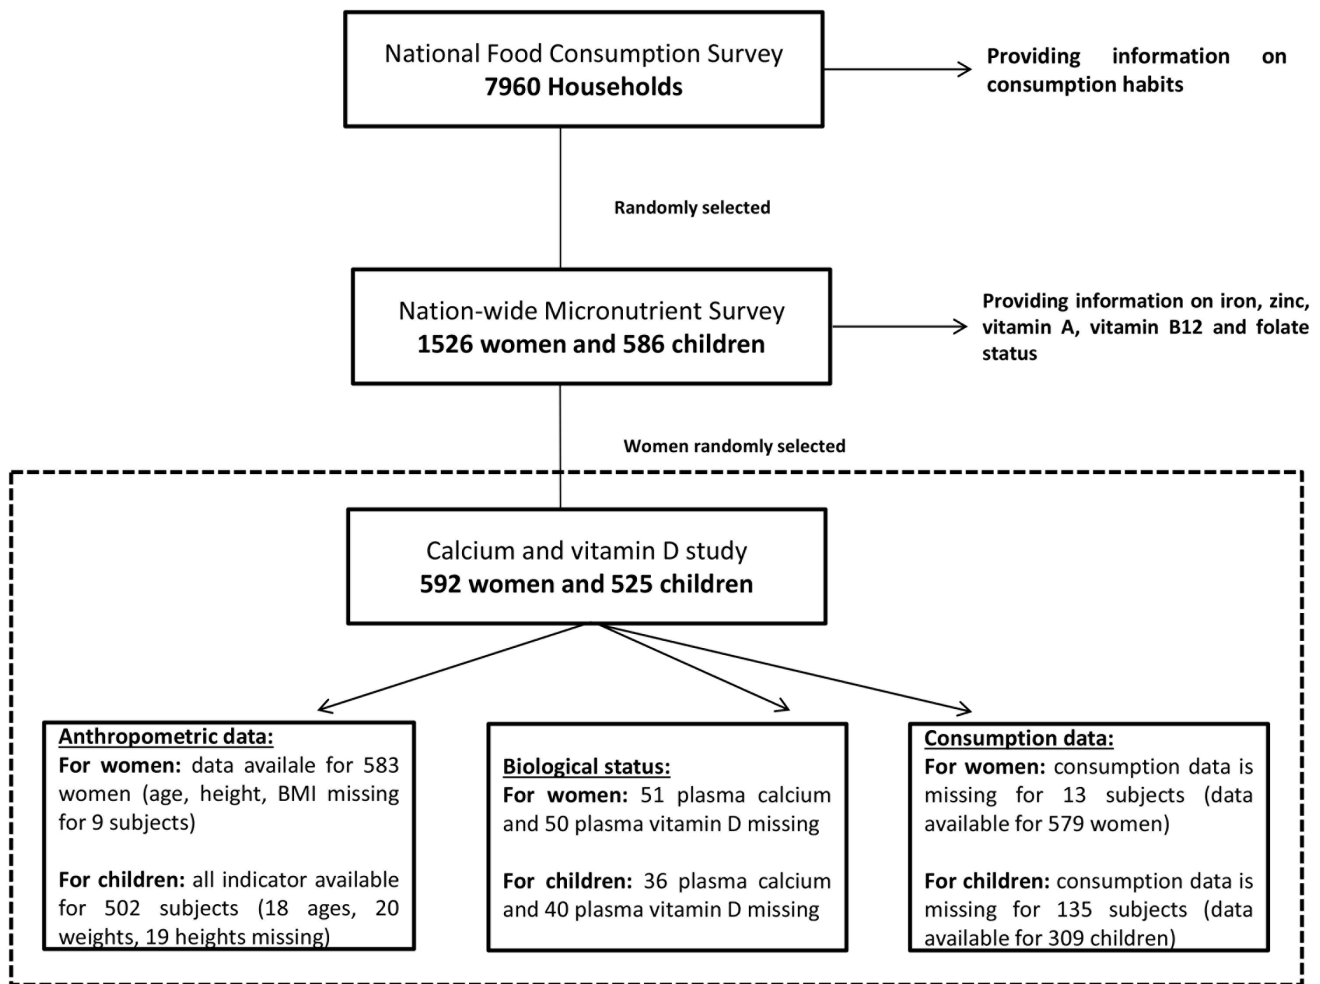 National Food Consumption Survey
7960 Households
Providing information on
consumption habits
Randomly selected
Nation-wide Micronutrient Survey
1526 women and 586 children
Providing information on iron, zinc,
vitamin A, vitamin B12 and folate
status
Women randomly selected
Calcium and vitamin D study
592 women and 525 children
Anthropometric data:
For women: data availale for 583
women (age, height, BMI missing
for 9 subjects)
For children: all indicator available
for 502 subjects (18 ages, 20
weights, 19 heights missing)
Biological status:
For women: 51 plasma calcium
and 50 plasma vitamin D missing
For children: 36 plasma calcium
and 40 plasma vitamin D missing
Consumption data:
For women: consumption data is
missing for 13 subjects (data
available for 579 women)
For children: consumption data is
missing for 135 subjects (data
available for 309 children)